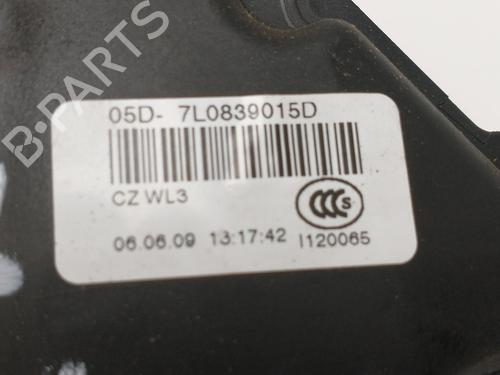 05D- 7L0839015D
CZ WL3
CCC S
06.06.09 13:17:42 I120065
B-PARTS